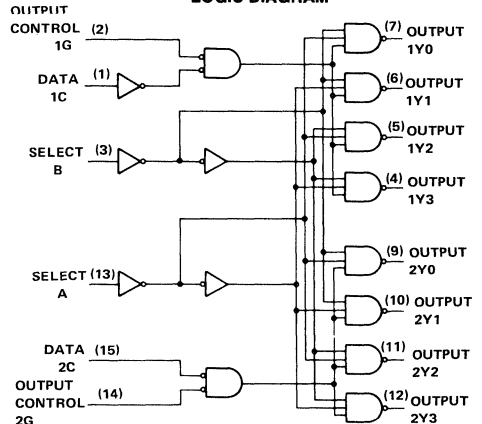 LOGIC DIAGRAM
OUTPUT
CONTROL (2)
1G
DATA (1)
1C
SELECT (3)
B
SELECT (13)
A
DATA (15)
2C
OUTPUT
CONTROL (14)
2G
(7) OUTPUT
1Y0
(6) OUTPUT
1Y1
(5) OUTPUT
1Y2
(4) OUTPUT
1Y3
(9) OUTPUT
2Y0
(10) OUTPUT
2Y1
(11) OUTPUT
2Y2
(12) OUTPUT
2Y3